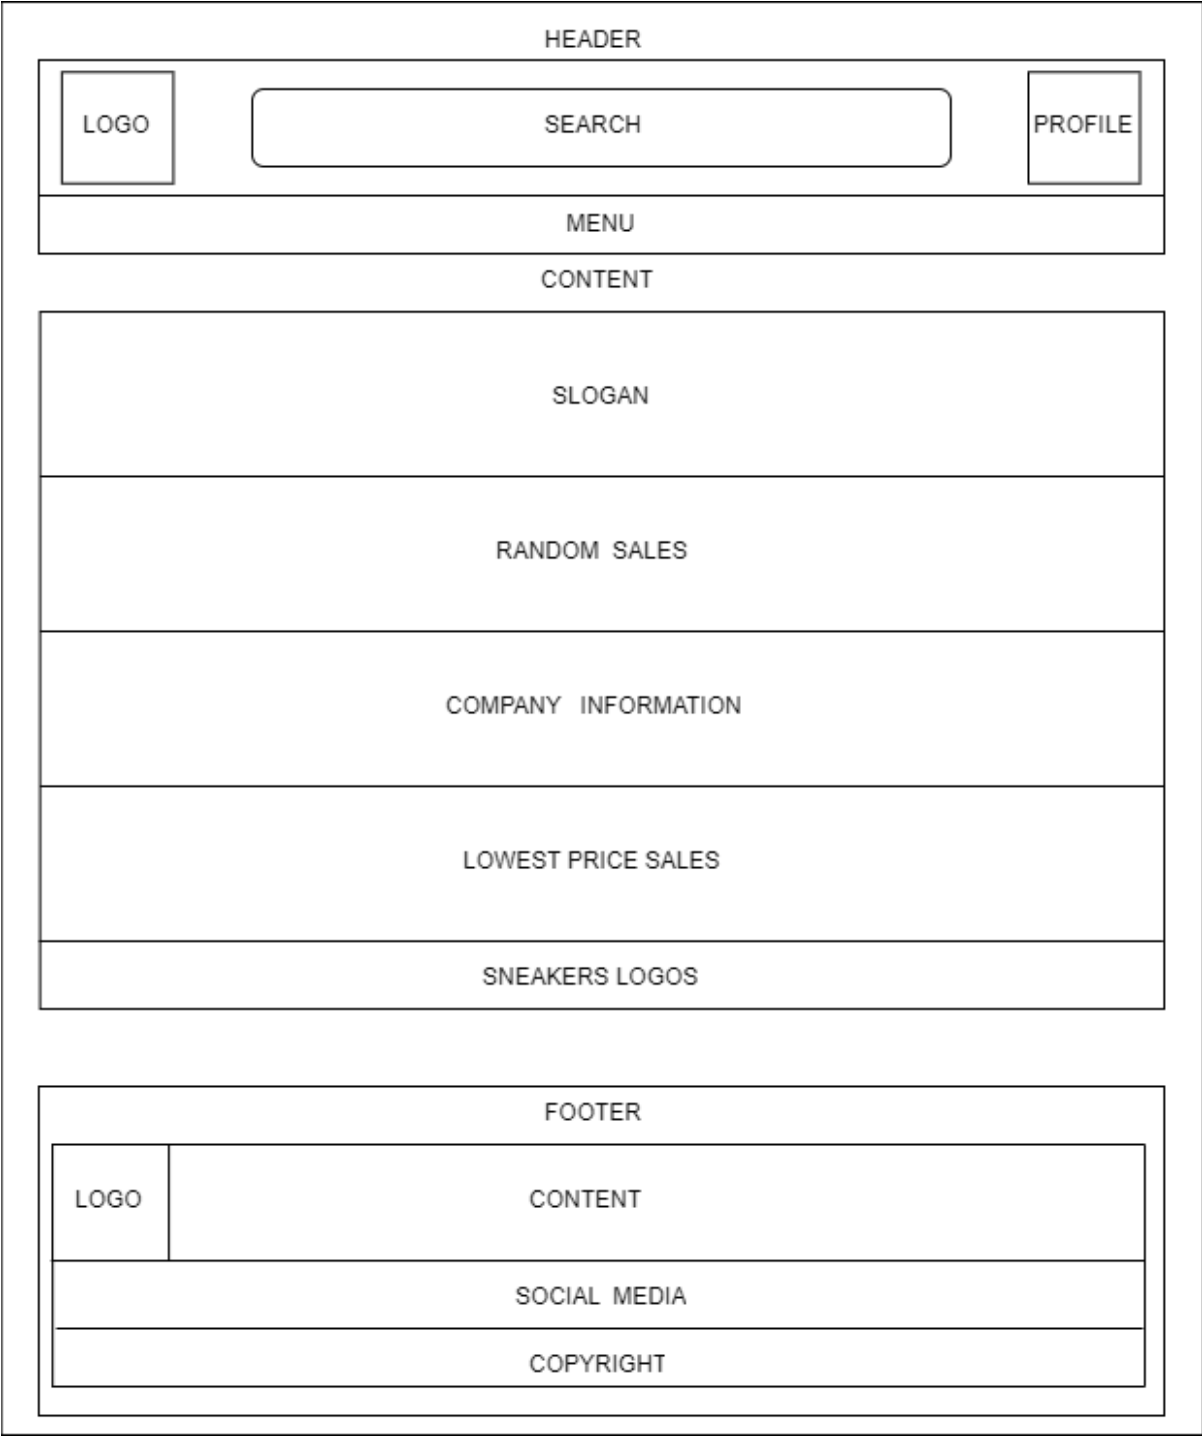 HEADER
LOGO
SEARCH
PROFILE
MENU
CONTENT
SLOGAN
RANDOM SALES
COMPANY INFORMATION
LOWEST PRICE SALES
SNEAKERS LOGOS
FOOTER
LOGO
CONTENT
SOCIAL MEDIA
COPYRIGHT